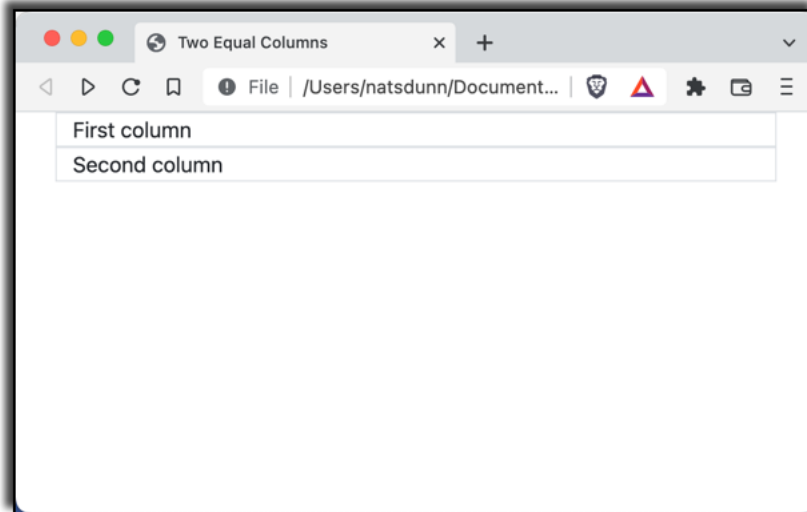 Two Equal Columns
File | /Users/natsdunn/Document...
First column
Second column